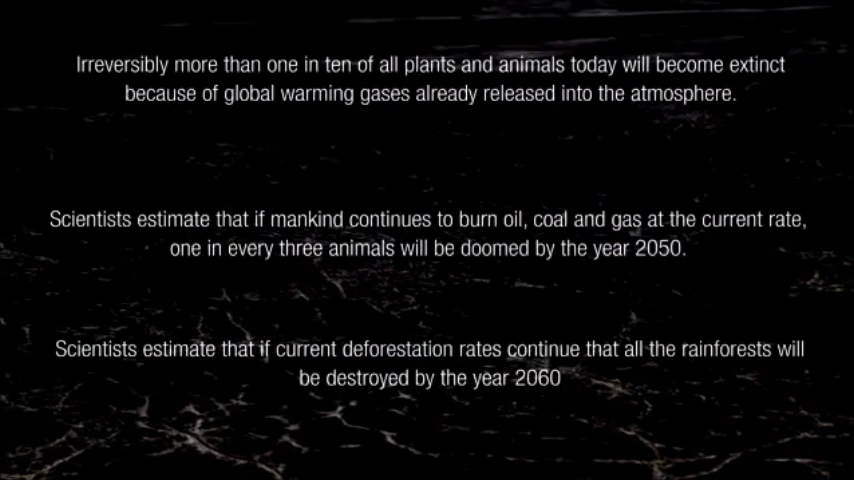 Irreversibly more than one in ten of all plants and animals today will become extinct
because of global warming gases already released into the atmosphere.
Scientists estimate that if mankind continues to burn oil, coal and gas at the current rate,
one in every three animals will be doomed by the year 2050.
Scientists estimate that if current deforestation rates continue that all the rainforests will
be destroyed by the year 2060